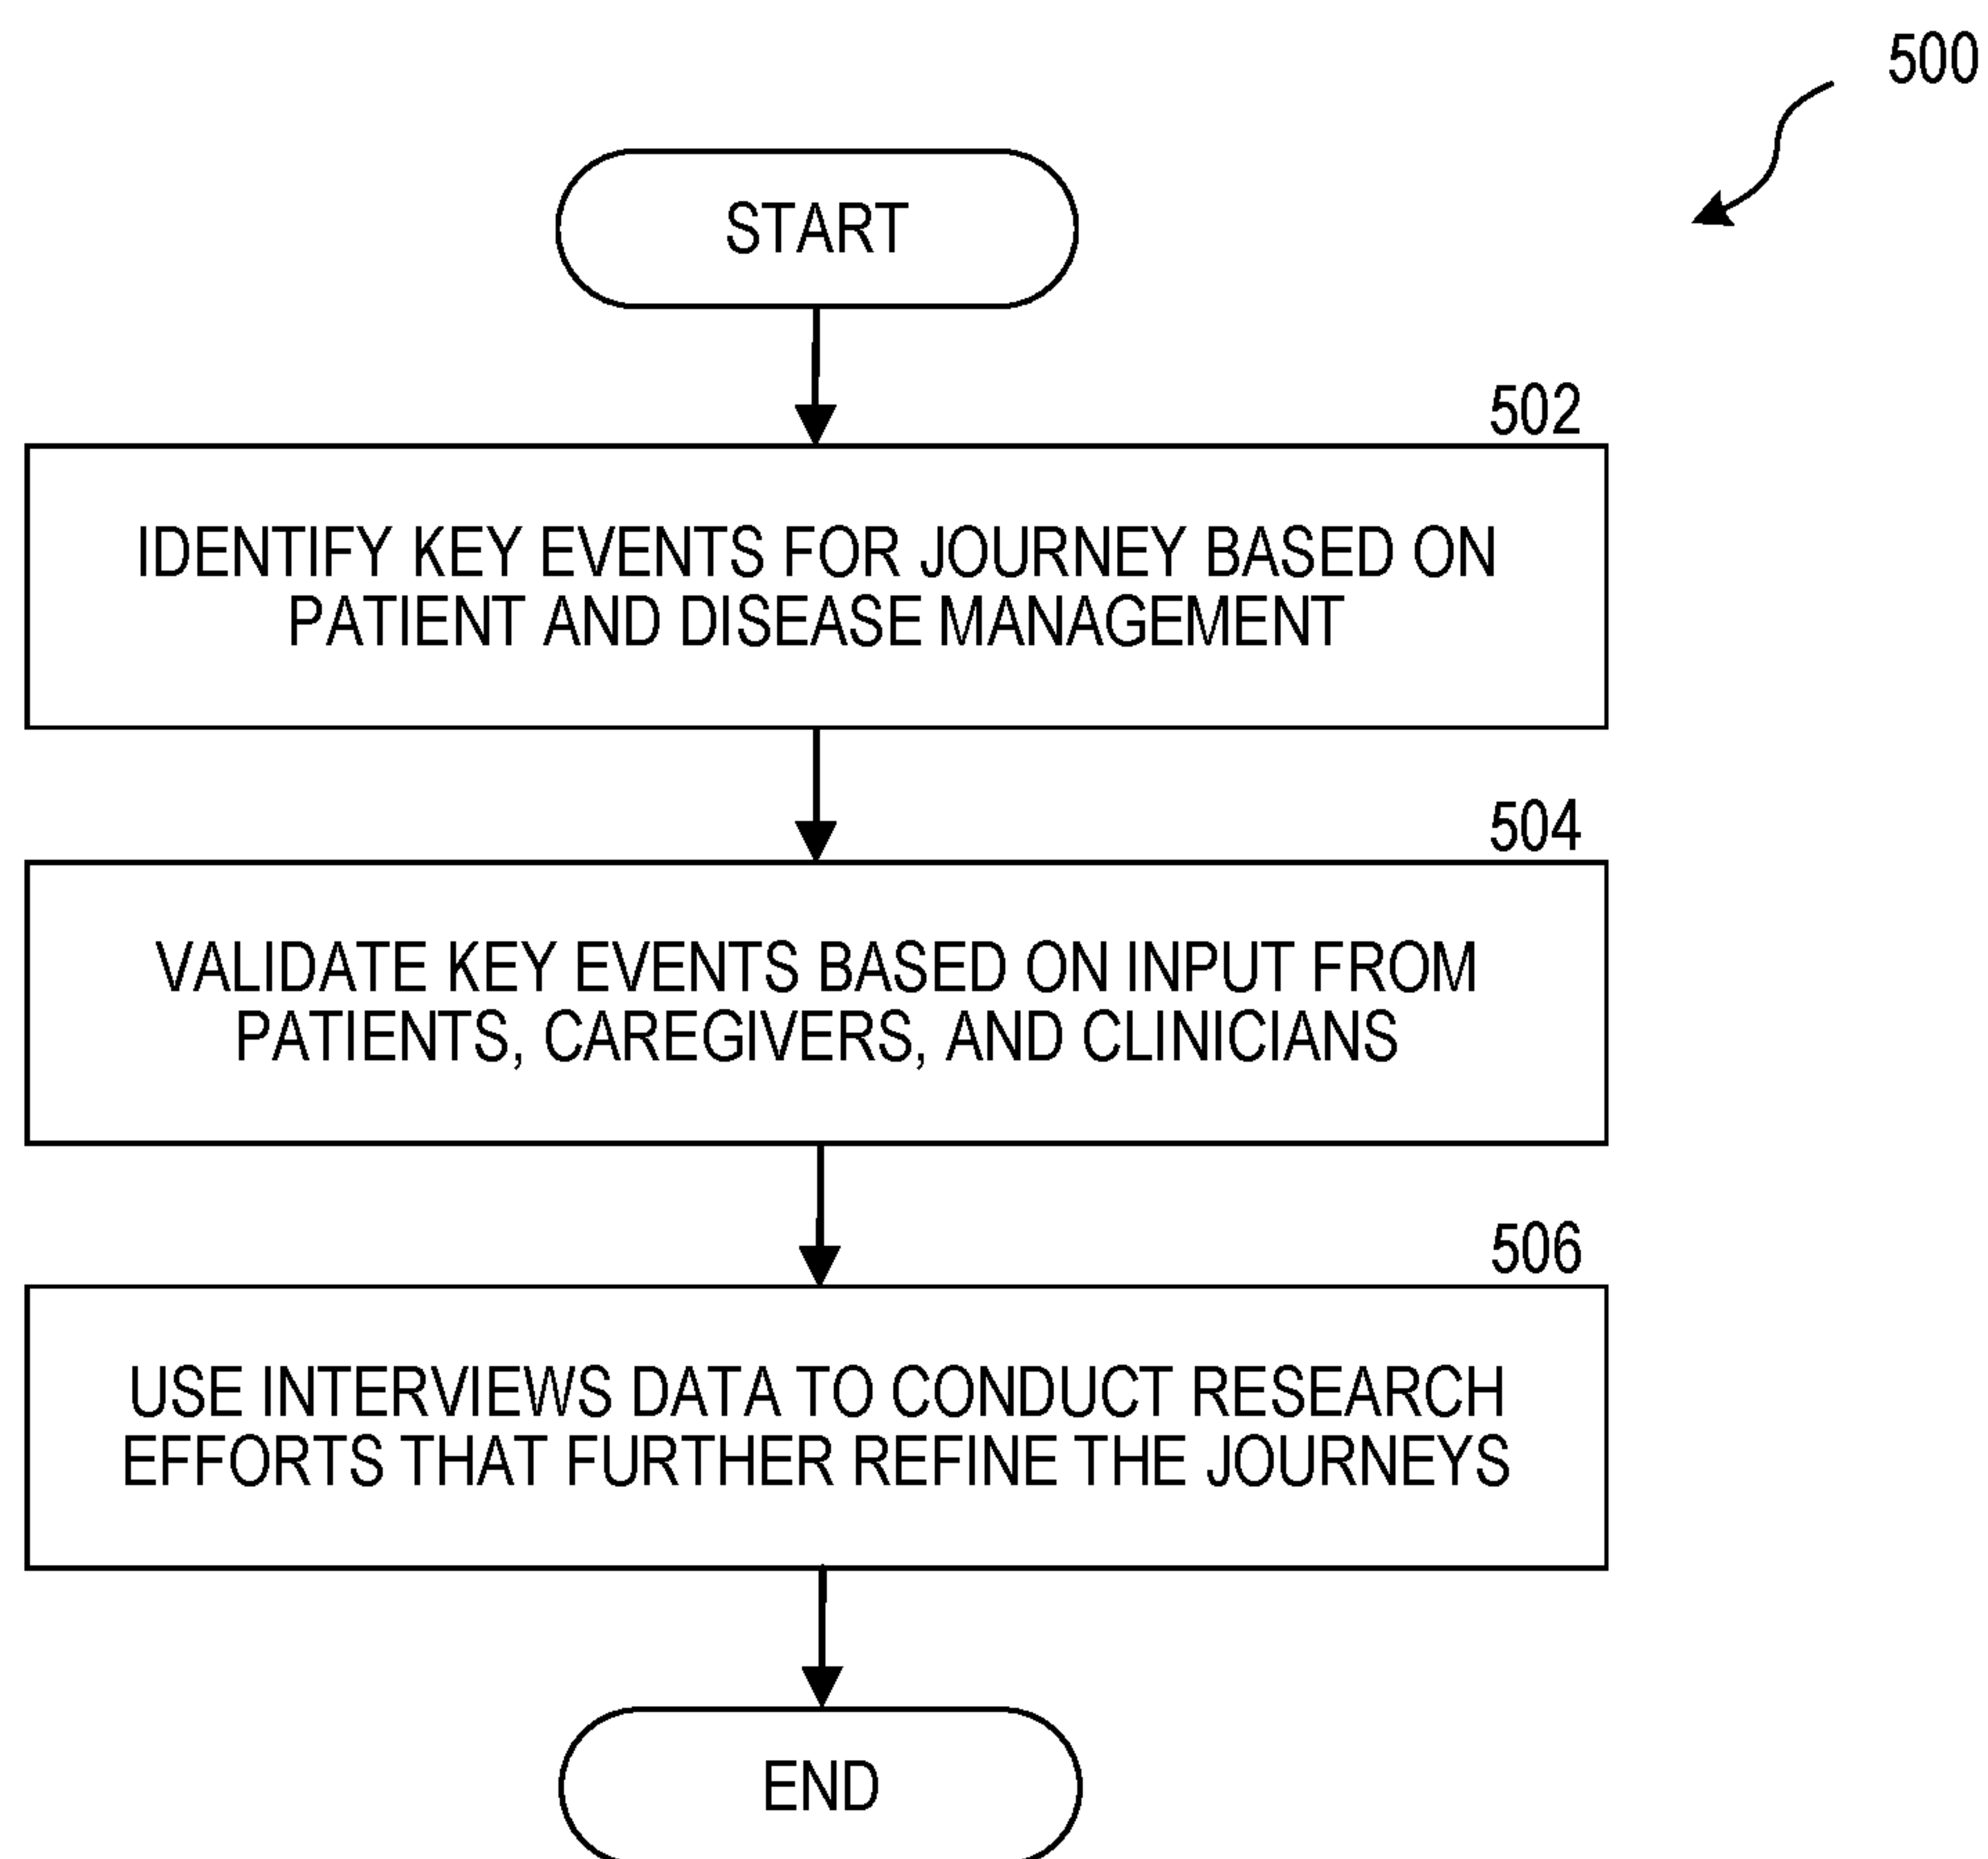 500
START
502
IDENTIFY KEY EVENTS FOR JOURNEY BASED ON
PATIENT AND DISEASE MANAGEMENT
504
VALIDATE KEY EVENTS BASED ON INPUT FROM
PATIENTS, CAREGIVERS, AND CLINICIANS
506
USE INTERVIEWS DATA TO CONDUCT RESEARCH
EFFORTS THAT FURTHER REFINE THE JOURNEYS
END